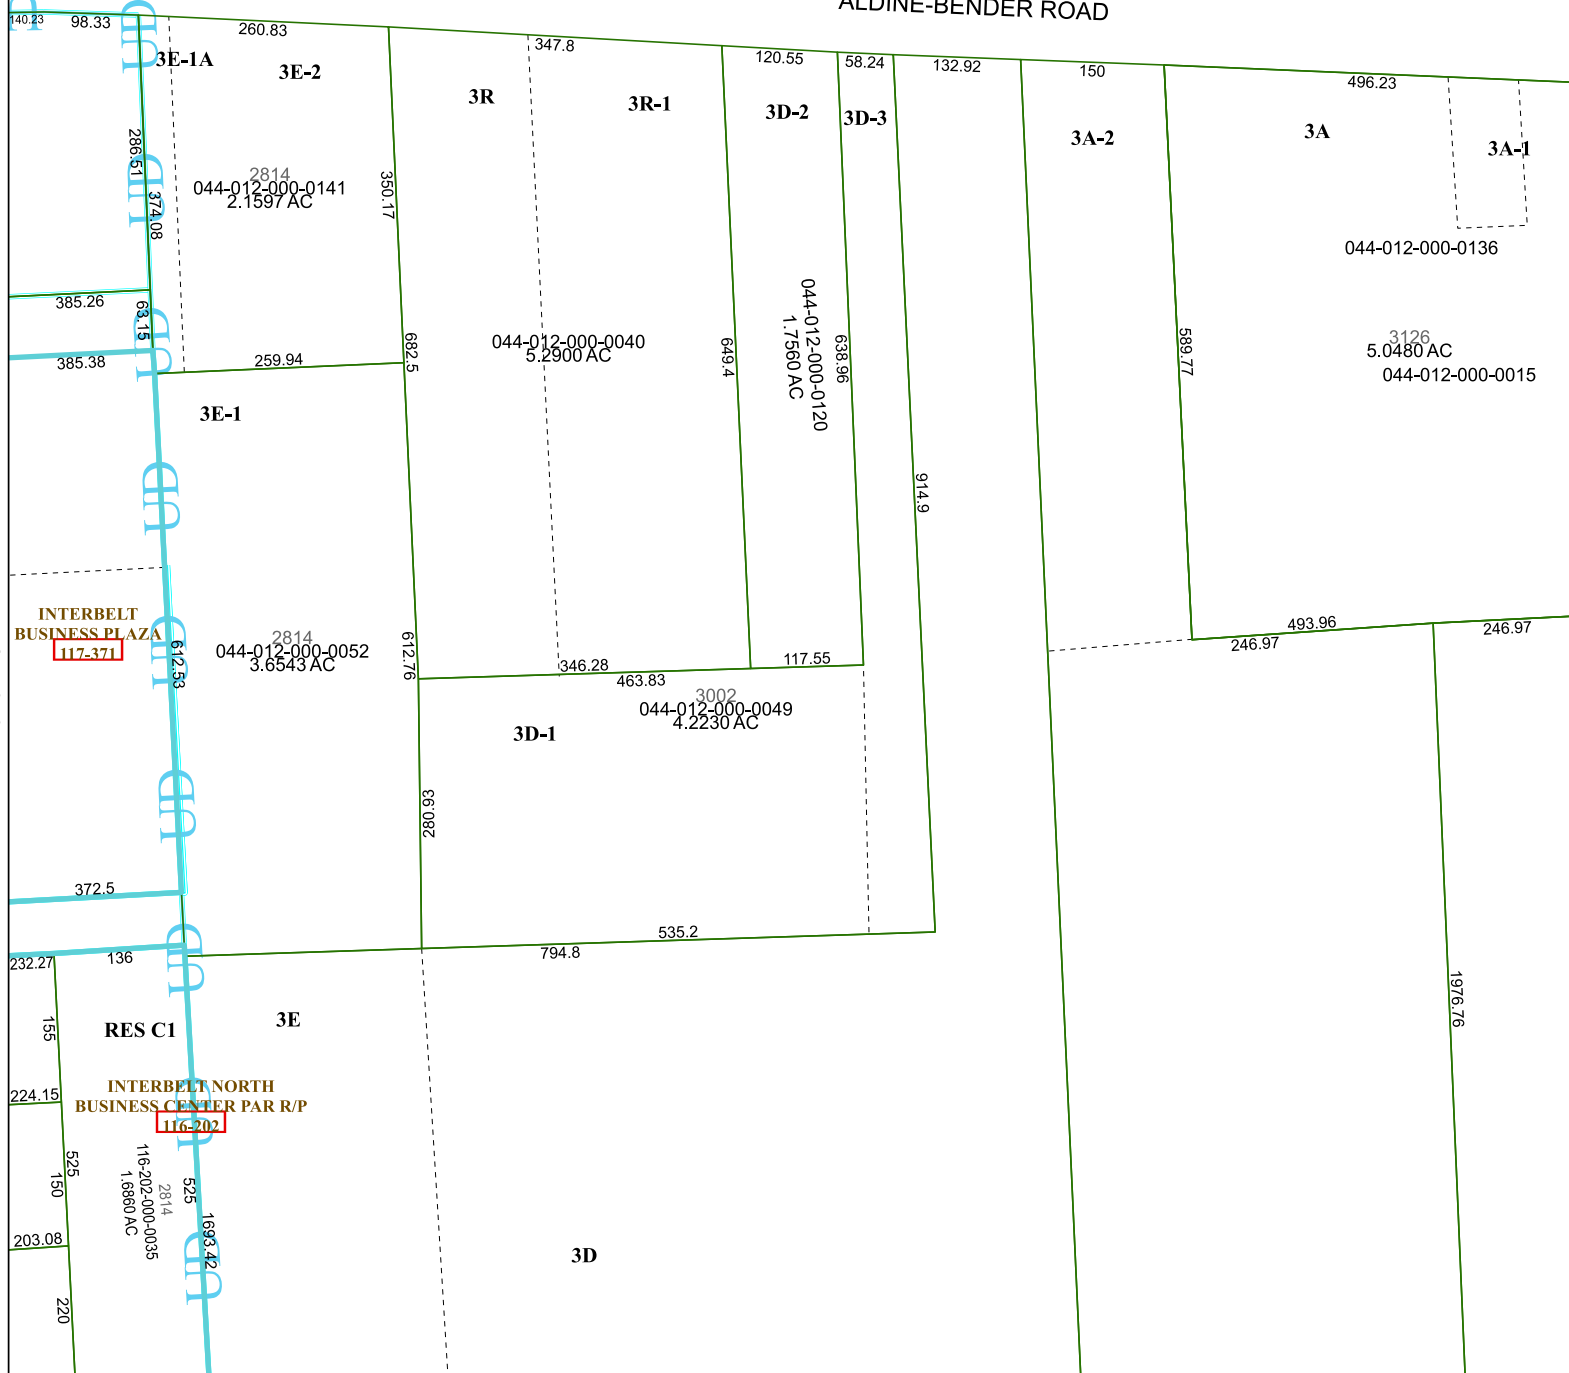 ALDINE-BENDER ROAD
140.23
98.33
260.83
347.8
120.55
58.24
132.92
150
496.23
3E-1A
3E-2
3R
3R-1
3D-2
3D-3
3A-2
3A
3A-1
286.51
374.08
2814
044-012-000-0141
2.1597 AC
350.17
044-012-000-0136
385.26
63.15
385.38
259.94
682.5
044-012-000-0040
5.2900 AC
649.4
044-012-000-0120
1.7560 AC
638.96
589.77
3126
5.0480 AC
044-012-000-0015
3E-1
914.9
INTERBELT
BUSINESS PLAZA
117-371
612.53
2814
044-012-000-0052
3.6543 AC
612.76
346.28
117.55
463.83
493.96
246.97
246.97
3002
044-012-000-0049
4.2230 AC
3D-1
280.93
372.5
535.2
794.8
232.27
136
155
RES C1
3E
1976.76
224.15
INTERBELT NORTH
BUSINESS CENTER PAR R/P
116-202
525
150
2814
116-202-000-0035
1.6860 AC
525
1693.42
203.08
220
3D